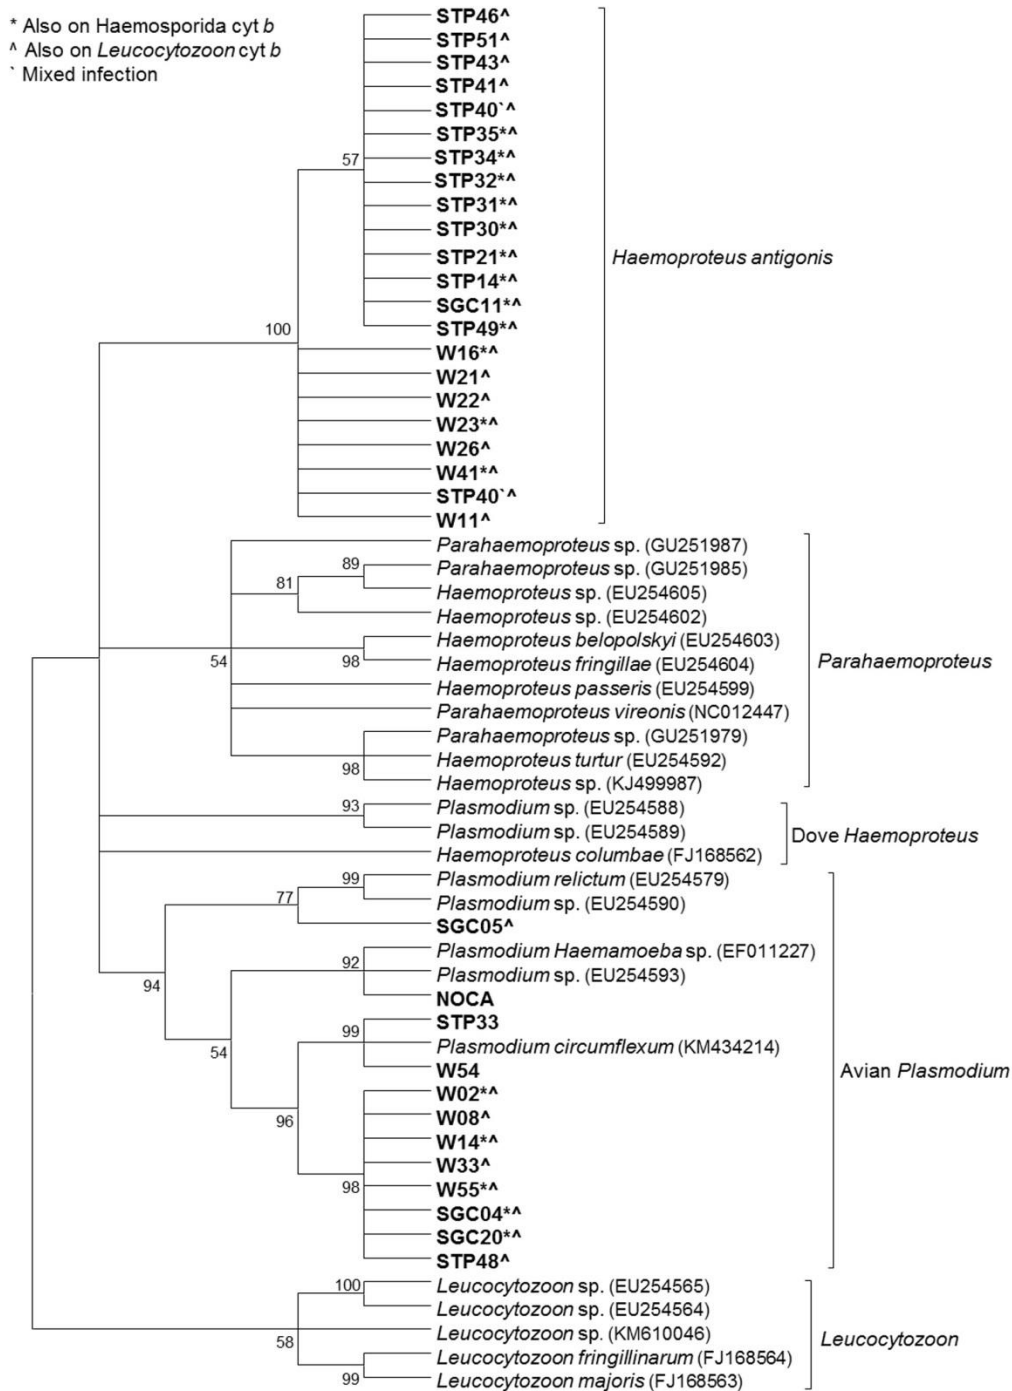 * Also on Haemosporida cyt b
^ Also on Leucocytozoon cyt b
` Mixed infection
STP46^
STP51^
STP43^
STP41^
STP40`^
STP35*^
57
STP34*^
STP32*^
STP31*^
STP30*^
STP21*^
Haemoproteus antigonis
STP14*^
SGC11*^
STP49*^
100
W16*^
W21^
W22^
W23*^
W26^
W41*^
STP40`^
W11^
Parahaemoproteus sp. (GU251987)
89
Parahaemoproteus sp. (GU251985)
81
Haemoproteus sp. (EU254605)
Haemoproteus sp. (EU254602)
Haemoproteus belopolskyi (EU254603)
54
98
Haemoproteus fringillae (EU254604)
Parahaemoproteus
Haemoproteus passeris (EU254599)
Parahaemoproteus vireonis (NC012447)
Parahaemoproteus sp. (GU251979)
98
Haemoproteus turtur (EU254592)
Haemoproteus sp. (KJ499987)
93
Plasmodium sp. (EU254588)
Plasmodium sp. (EU254589)
Dove Haemoproteus
Haemoproteus columbae (FJ168562)
99
Plasmodium relictum (EU254579)
77
Plasmodium sp. (EU254590)
SGC05^
92
Plasmodium Haemamoeba sp. (EF011227)
94
Plasmodium sp. (EU254593)
NOCA
99
STP33
54
Plasmodium circumflexum (KM434214)
W54
Avian Plasmodium
W02*^
96
W08^
W14*^
W33^
98
W55*^
SGC04*^
SGC20*^
STP48^
100
Leucocytozoon sp. (EU254565)
Leucocytozoon sp. (EU254564)
58
Leucocytozoon sp. (KM610046)
Leucocytozoon
Leucocytozoon fringillinarum (FJ168564)
99
Leucocytozoon majoris (FJ168563)